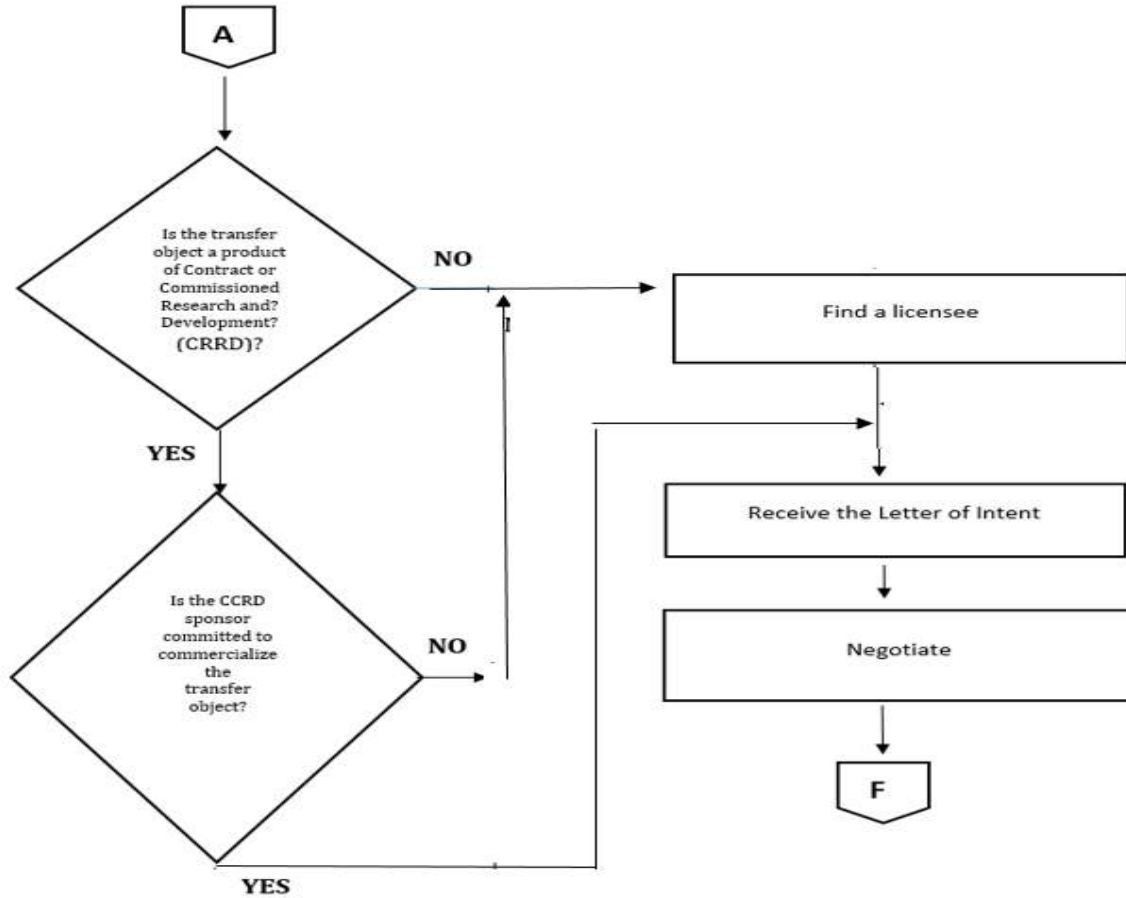 A
Is the transfer
object a product
of Contract or
Commissioned
Research and?
Development?
(CRRD)?
NO
YES
Find a licensee
Is the CCRD
sponsor
committed to
commercialize
the
transfer
object?
NO
YES
Receive the Letter of Intent
Negotiate
F